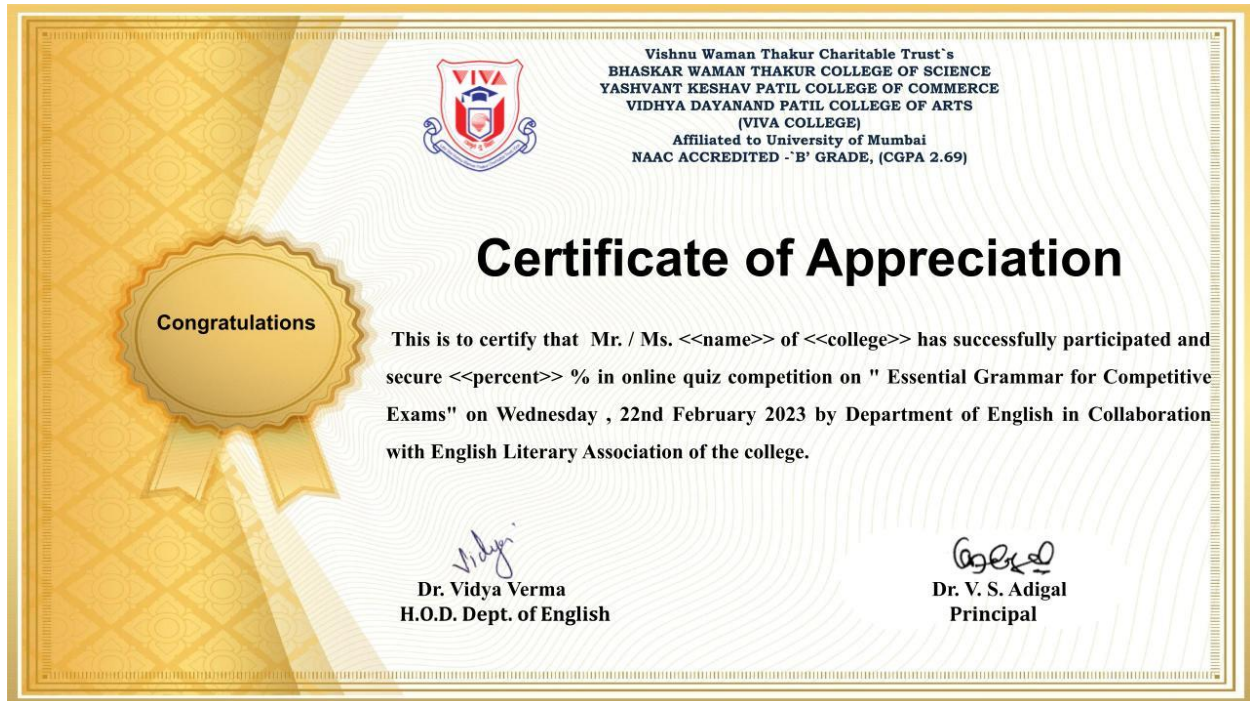 VIVA
Vishnu Waman Thakur Charitable Trust`s
BHASKAR WAMAN THAKUR COLLEGE OF SCIENCE
YASHVANT KESHAV PATIL COLLEGE OF COMMERCE
VIDHYA DAYANAND PATIL COLLEGE OF ARTS
(VIVA COLLEGE)
Affiliated to University of Mumbai
NAAC ACCREDITED -`B' GRADE, (CGPA 2.69)
Certificate of Appreciation
Congratulations
This is to certify that Mr. / Ms. <<name>> of <<college>> has successfully participated and
secure <<percent>> % in online quiz competition on " Essential Grammar for Competitive
Exams" on Wednesday , 22nd February 2023 by Department of English in Collaboration
with English Literary Association of the college.
Vidya
Dr. Vidya Verma
H.O.D. Dept. of English
Dr. V. S. Adigal
Principal